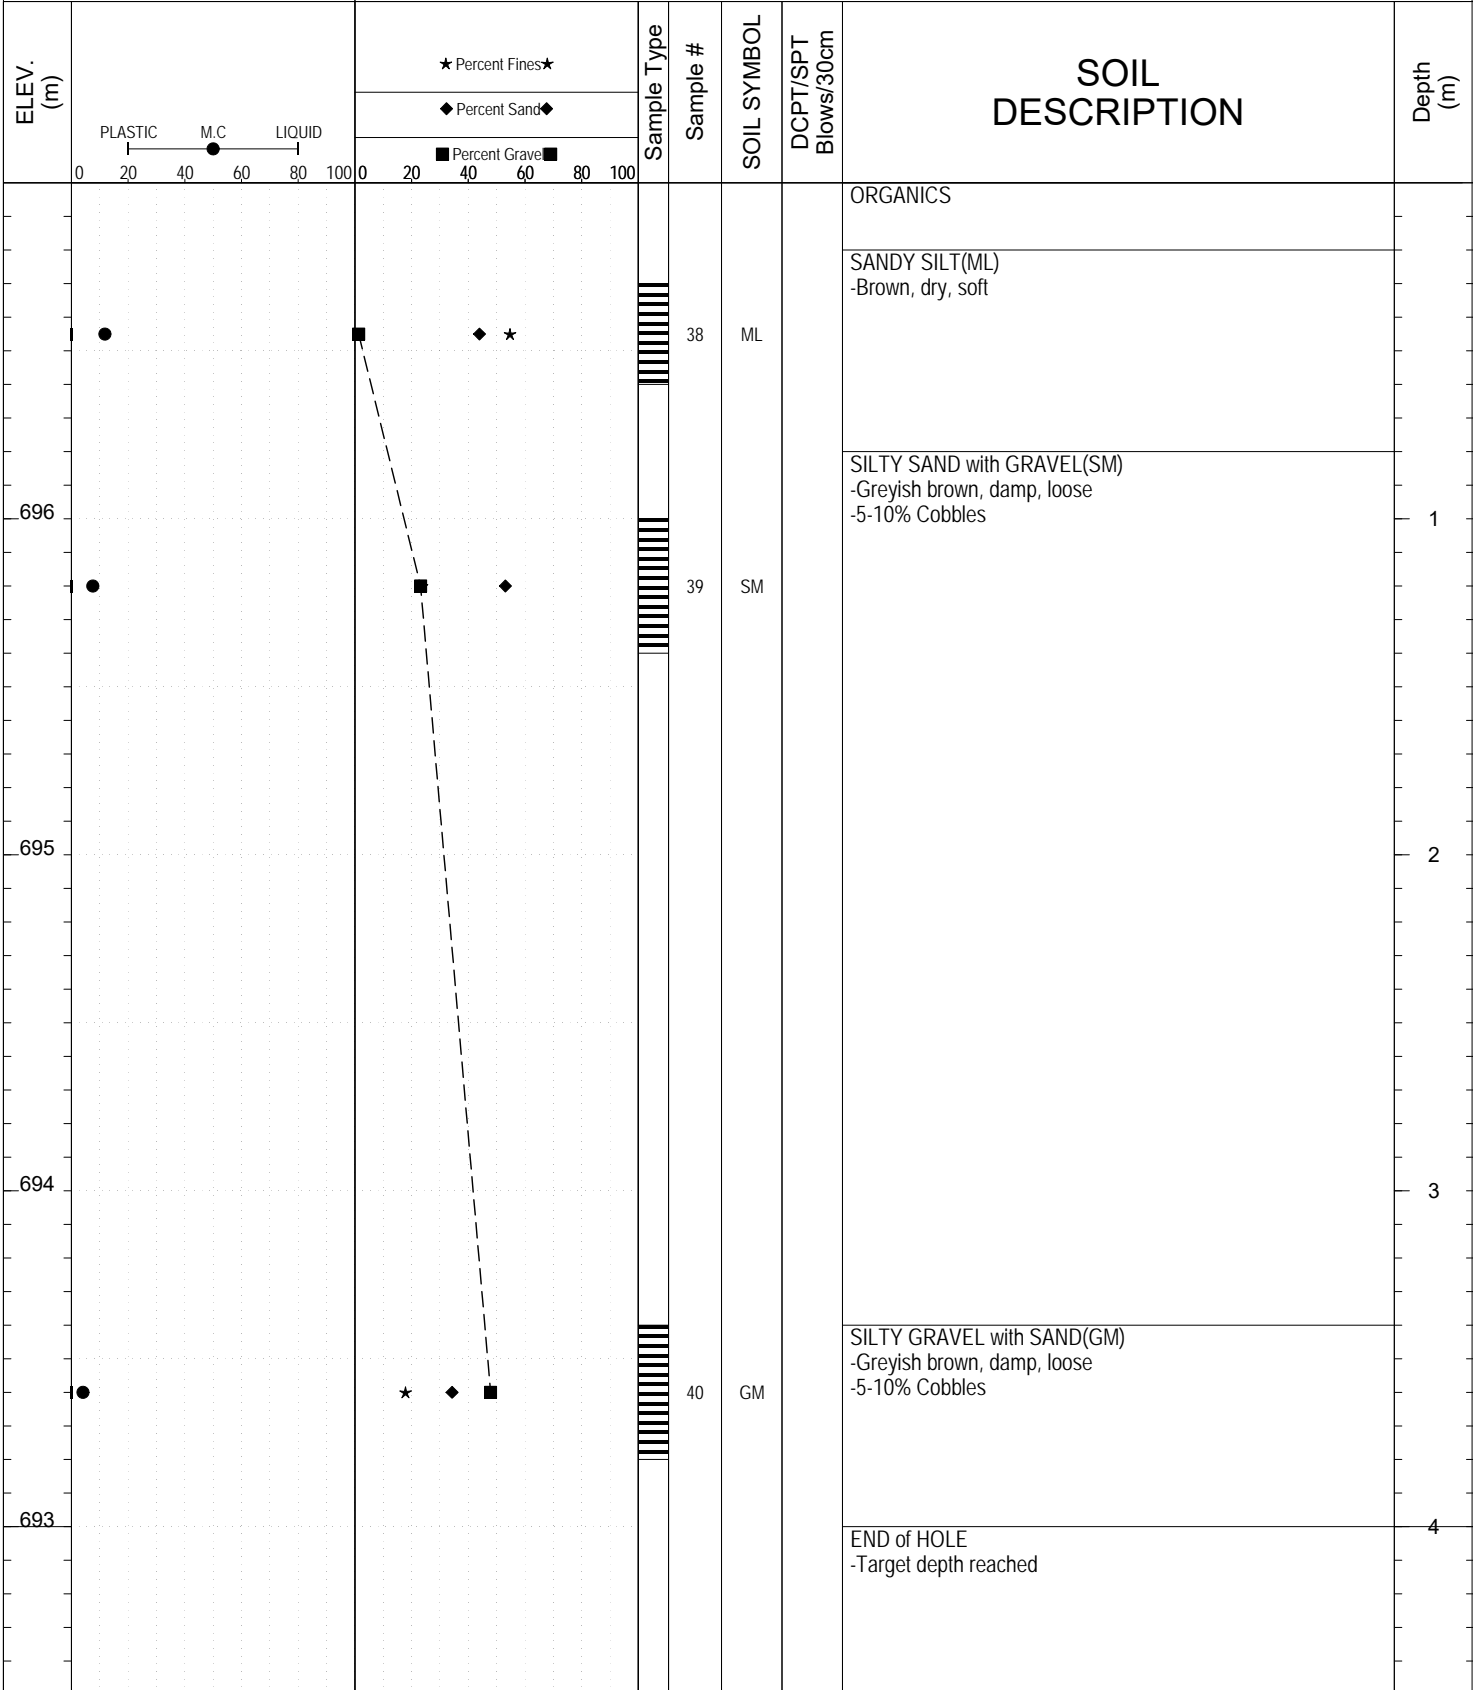 ELEV.
(m)
PLASTIC M.C LIQUID
0 20 40 60 80 100
★ Percent Fines★
◆ Percent Sand◆
■ Percent Gravel■
0 20 40 60 80 100
Sample Type
Sample #
SOIL SYMBOL
DCPT/SPT
Blows/30cm
SOIL
DESCRIPTION
Depth
(m)
ORGANICS
SANDY SILT(ML)
-Brown, dry, soft
38 ML
SILTY SAND with GRAVEL(SM)
-Greyish brown, damp, loose
-5-10% Cobbles
696 1
39 SM
695 2
694 3
SILTY GRAVEL with SAND(GM)
-Greyish brown, damp, loose
-5-10% Cobbles
40 GM
693 4
END of HOLE
-Target depth reached